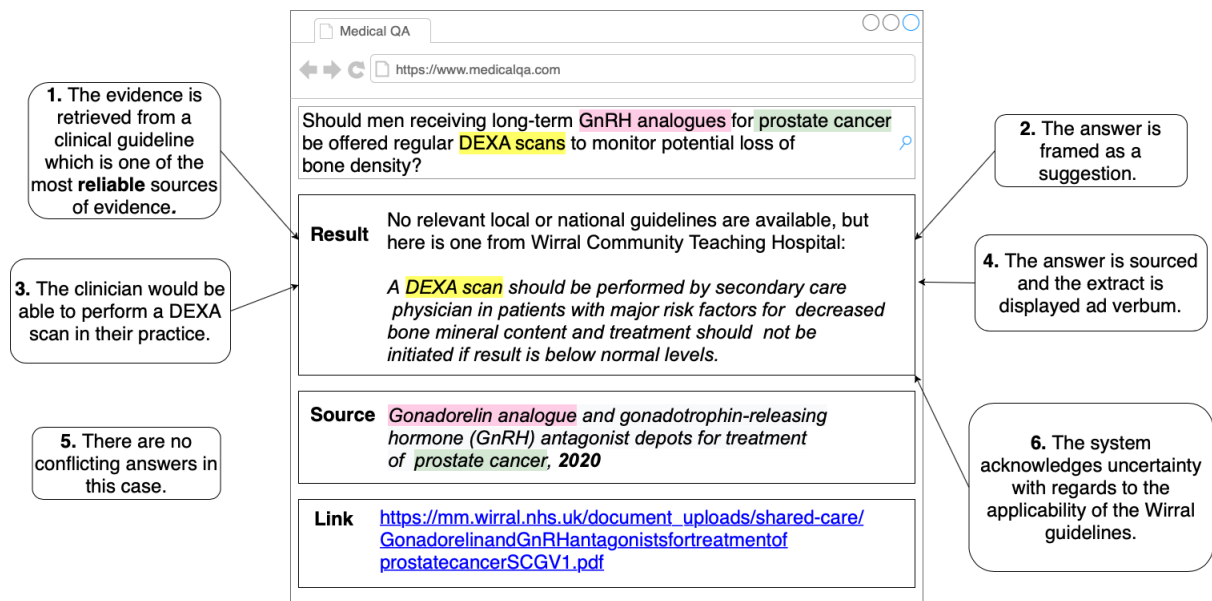 Medical QA
https://www.medicalqa.com
1. The evidence is
retrieved from a
clinical guideline
which is one of the
most reliable sources
of evidence.
3. The clinician would be
able to perform a DEXA
scan in their practice.
5. There are no
conflicting answers in
this case.
Should men receiving long-term GnRH analogues for prostate cancer
be offered regular DEXA scans to monitor potential loss of
bone density?
Result
No relevant local or national guidelines are available, but
here is one from Wirral Community Teaching Hospital:
A DEXA scan should be performed by secondary care
physician in patients with major risk factors for decreased
bone mineral content and treatment should not be
initiated if result is below normal levels.
Source
Gonadorelin analogue and gonadotrophin-releasing
hormone (GnRH) antagonist depots for treatment
of prostate cancer, 2020
Link
https://mm.wirral.nhs.uk/document_uploads/shared-care/
GonadorelinandGnRHantagonistsfortreatmentof
prostatecancerSCGV1.pdf
2. The answer is
framed as a
suggestion.
4. The answer is sourced
and the extract is
displayed ad verbum.
6. The system
acknowledges uncertainty
with regards to the
applicability of the Wirral
guidelines.